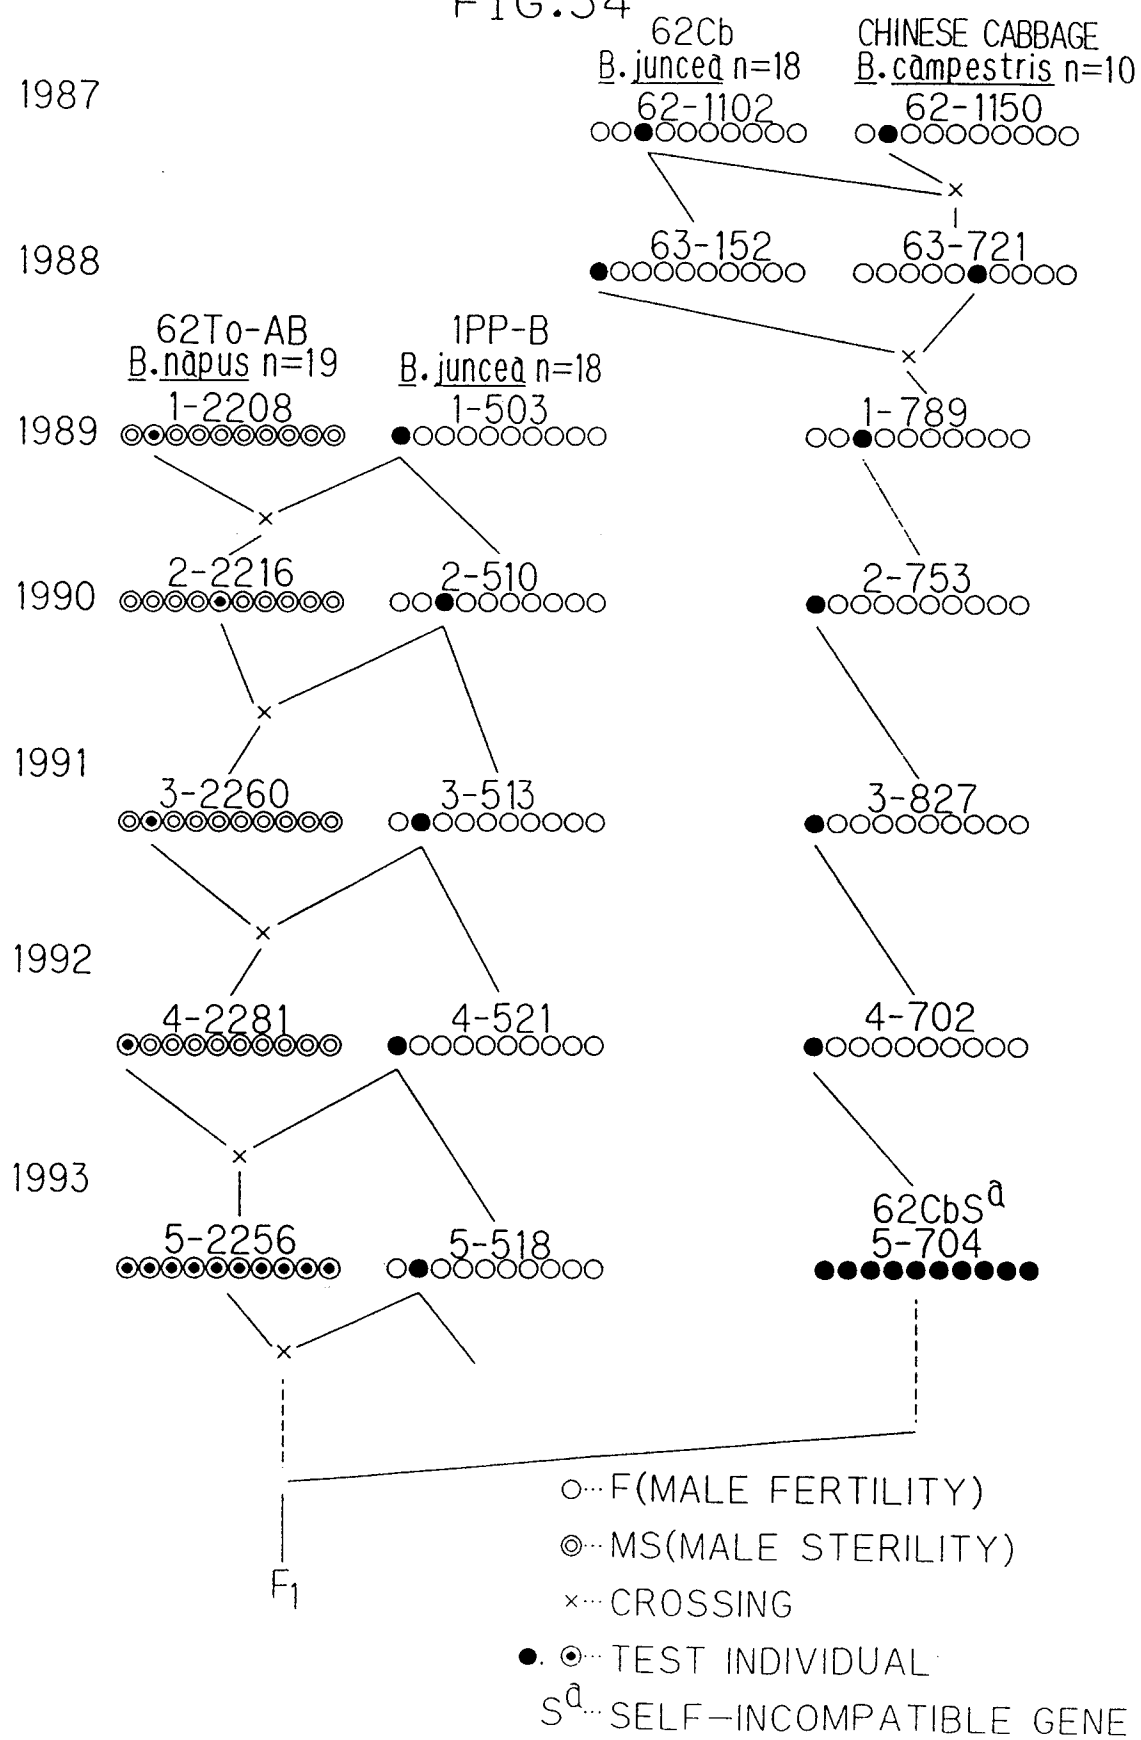 FIG.34
62Cb CHINESE CABBAGE
B.juncea n=18 B.campestris n=10
1987
62-1102 62-1150
×
1988 63-152 63-721
×
62To-AB 1PP-B
B.napus n=19 B.juncea n=18
1989 1-2208 1-503 1-789
×
1990 2-2216 2-510 2-753
×
1991
3-2260 3-513 3-827
×
1992
4-2281 4-521 4-702
×
1993
62CbSᵃ
5-2256 5-518 5-704
×
○…F(MALE FERTILITY)
◎…MS(MALE STERILITY)
F₁ ×…CROSSING
●.◉…TEST INDIVIDUAL
Sᵃ…SELF-INCOMPATIBLE GENE